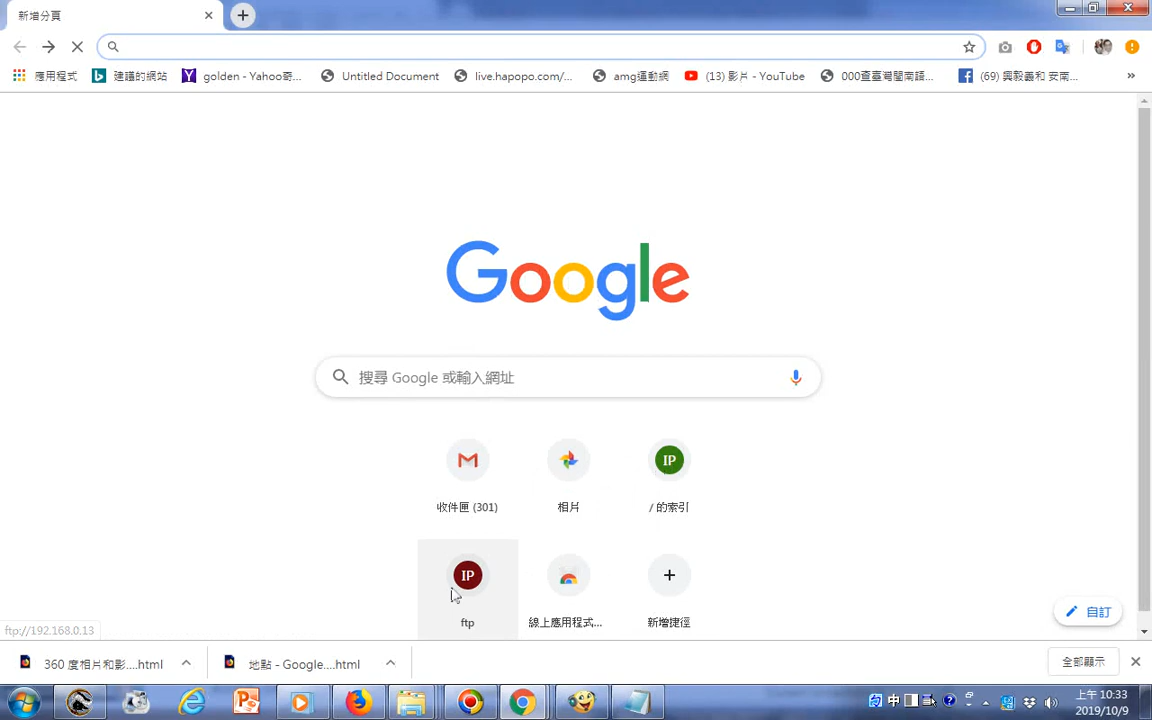 新增分頁
應用程式
建議的網站
golden - Yahoo奇...
Untitled Document
live.hapopo.com/...
amg運動網
(13) 影片 - YouTube
000查臺灣閩南語...
(69) 興毅義和 安南...
»
Google
搜尋 Google 或輸入網址
IP
收件匣 (301)
相片
/ 的索引
IP
ftp
線上應用程式...
新增捷徑
自訂
ftp://192.168.0.13
360 度相片和影....html
地點 - Google....html
全部顯示
中
上午 10:33
2019/10/9